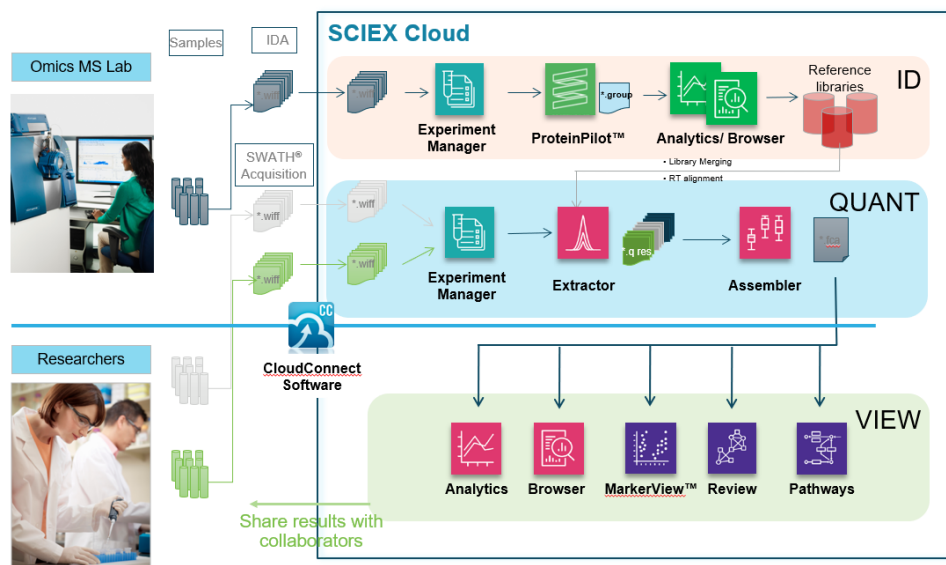 SCIEX Cloud
Samples
IDA
Omics MS Lab
*.wiff
*.wiff
Experiment
Manager
ProteinPilot™
*.group
Analytics/ Browser
Reference
libraries
ID
• Library Merging
• RT alignment
SWATH®
Acquisition
*.wiff
*.wiff
*.wiff
*.wiff
Experiment
Manager
Extractor
*.q res
Assembler
QUANT
CC
CloudConnect
Software
Researchers
VIEW
Analytics
Browser
MarkerView™
Review
Pathways
Share results with
collaborators